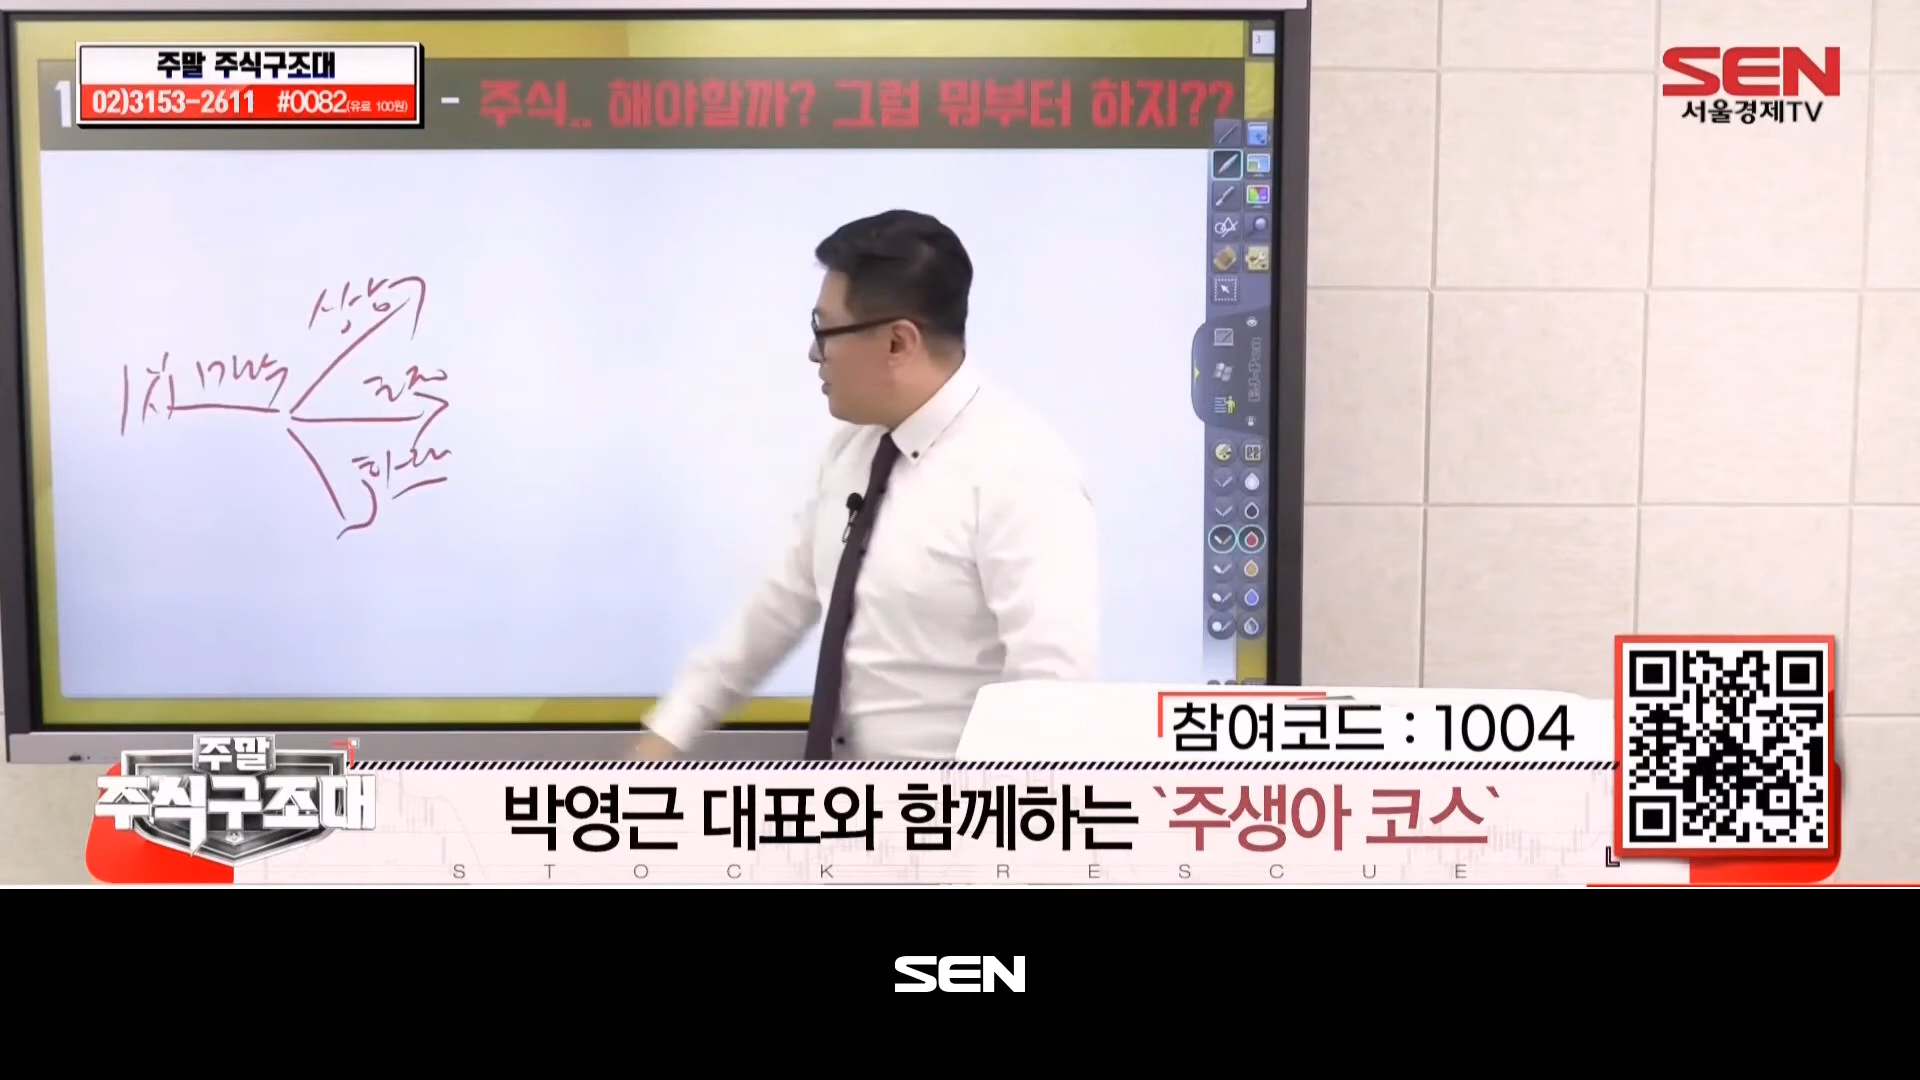 주말 주식구조대
02)3153-2611 #0082(유료 100원)
1
- 주식.. 해야할까? 그럼 뭐부터 하지??
SEN
서울경제TV
3
상승
1차 매수
조정
하락
참여코드 : 1004
주말
주식구조대
박영근 대표와 함께하는 `주생아 코스`
STOCK RESCUE
SEN